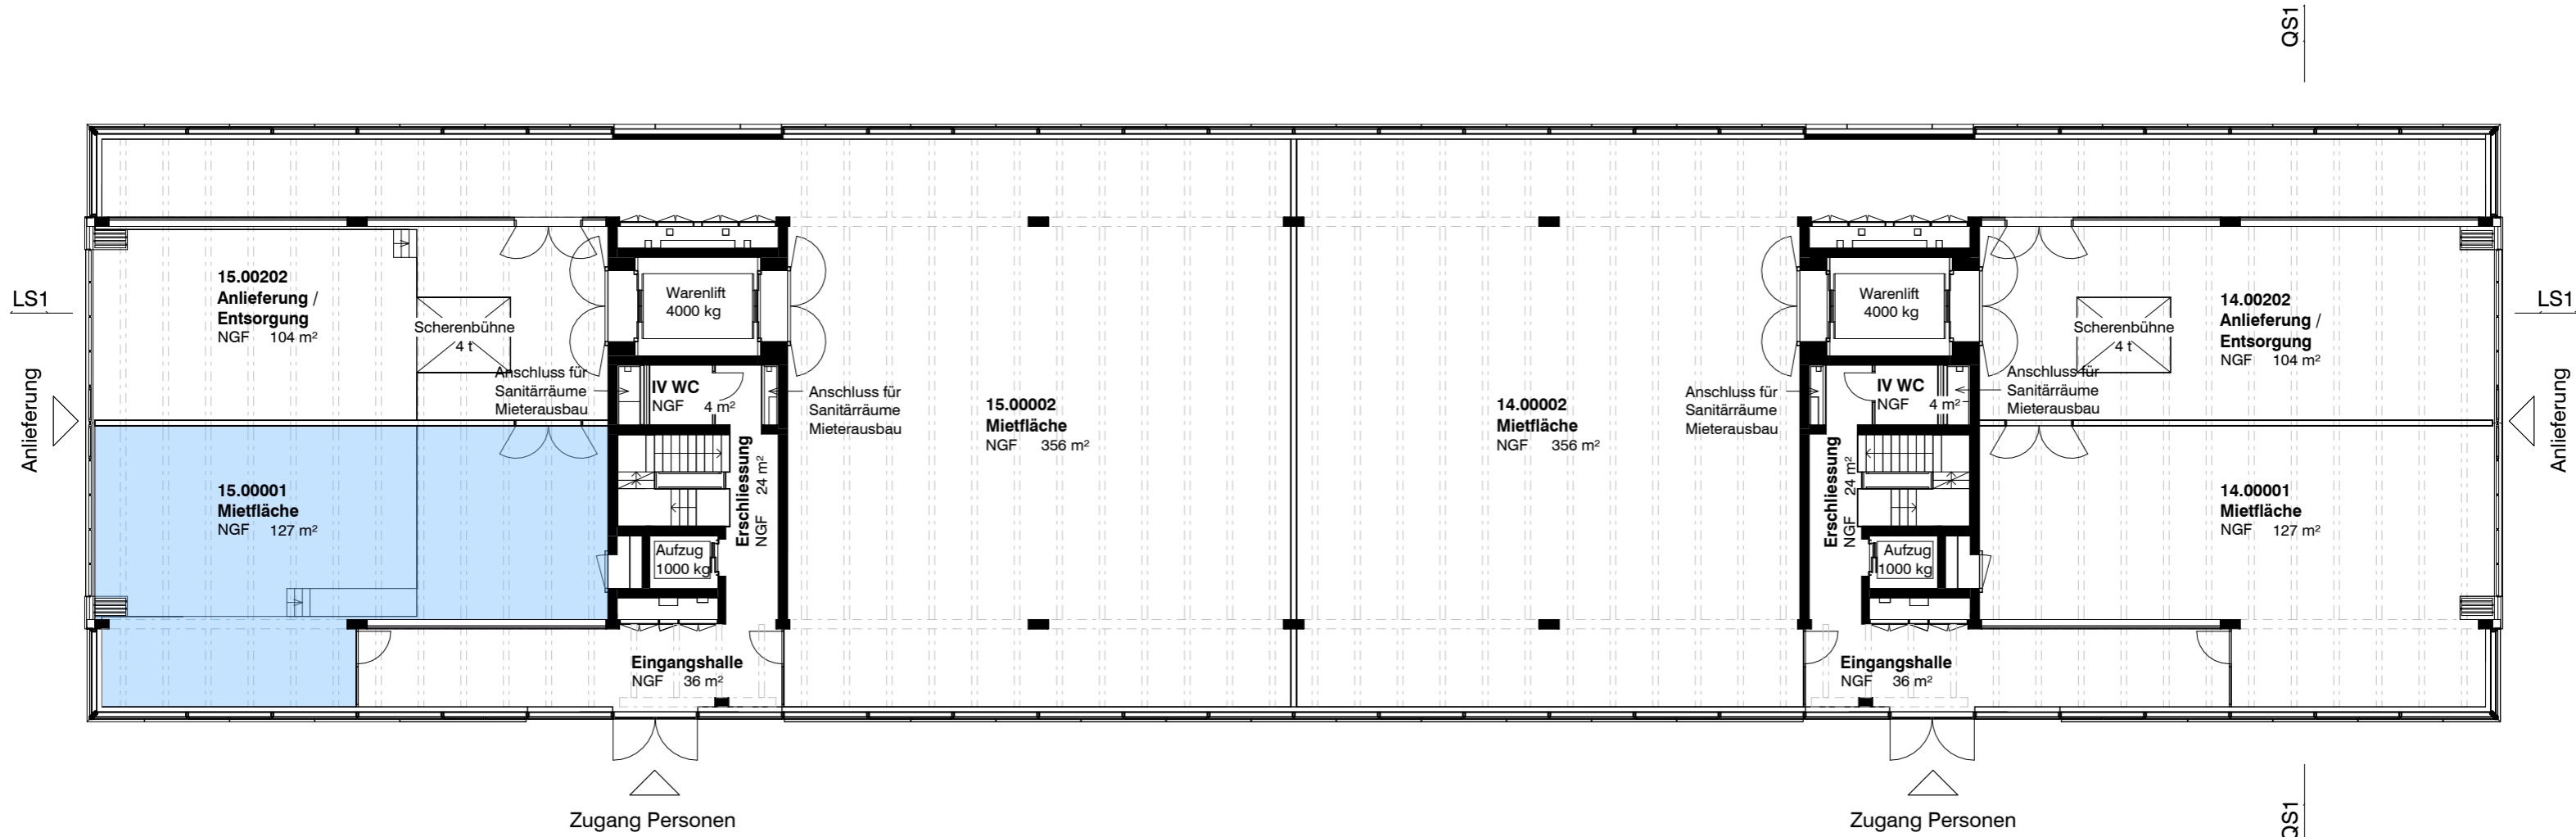 QS1
LS1
Anlieferung
15.00202
Anlieferung /
Entsorgung
NGF 104 m²
Scherenbühne
4 t
Warenlift
4000 kg
Anschluss für
Sanitärräume
Mieterausbau
IV WC
NGF 4 m²
Anschluss für
Sanitärräume
Mieterausbau
15.00001
Mietfläche
NGF 127 m²
Erschliessung
NGF 24 m²
Aufzug
1000 kg
Eingangshalle
NGF 36 m²
15.00002
Mietfläche
NGF 356 m²
14.00002
Mietfläche
NGF 356 m²
Warenlift
4000 kg
Anschluss für
Sanitärräume
Mieterausbau
IV WC
NGF 4 m²
Anschluss für
Sanitärräume
Mieterausbau
Erschliessung
NGF 24 m²
Aufzug
1000 kg
Eingangshalle
NGF 36 m²
Scherenbühne
4 t
14.00202
Anlieferung /
Entsorgung
NGF 104 m²
14.00001
Mietfläche
NGF 127 m²
LS1
Anlieferung
Zugang Personen
Zugang Personen
QS1